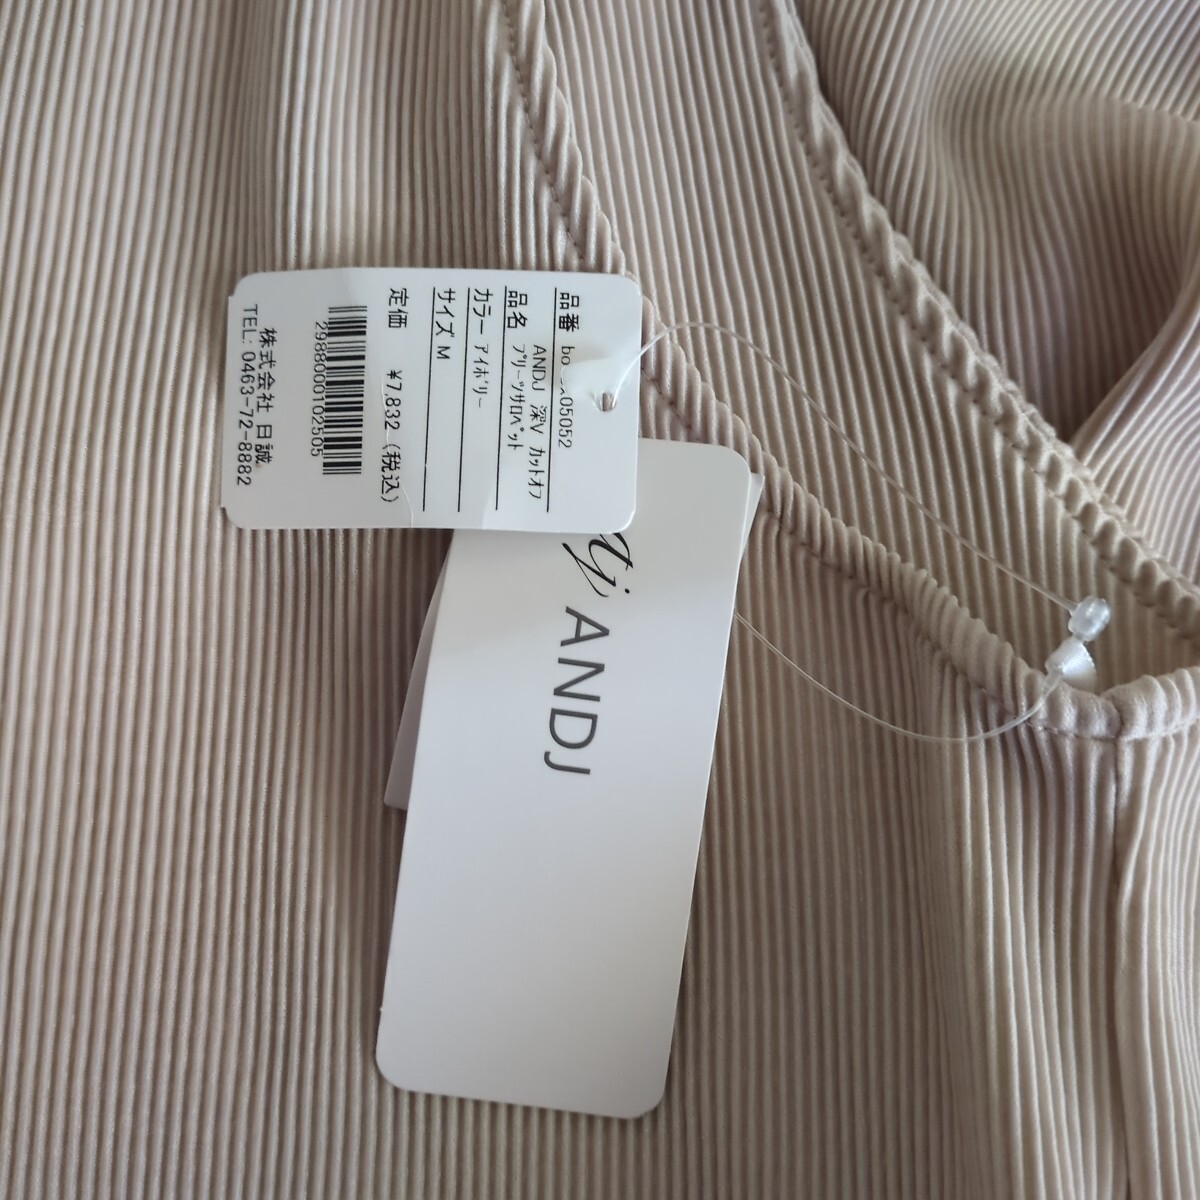 品番
05052
品名 ANDJ 深V カットオフ
プリーツサロペット
カラー アイボリー
サイズ M
定価 ¥7,832 (税込)
2988000102505
株式会社 日誠
TEL: 0463-72-8882
ANDJ